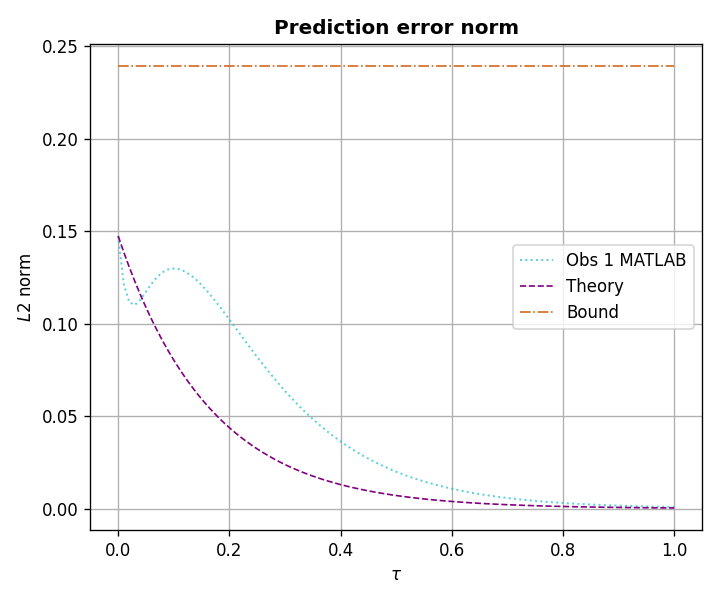 Prediction error norm
0.25
0.20
0.15
0.10
0.05
0.00
L2 norm
Obs 1 MATLAB
Theory
Bound
0.0 0.2 0.4 0.6 0.8 1.0
τ